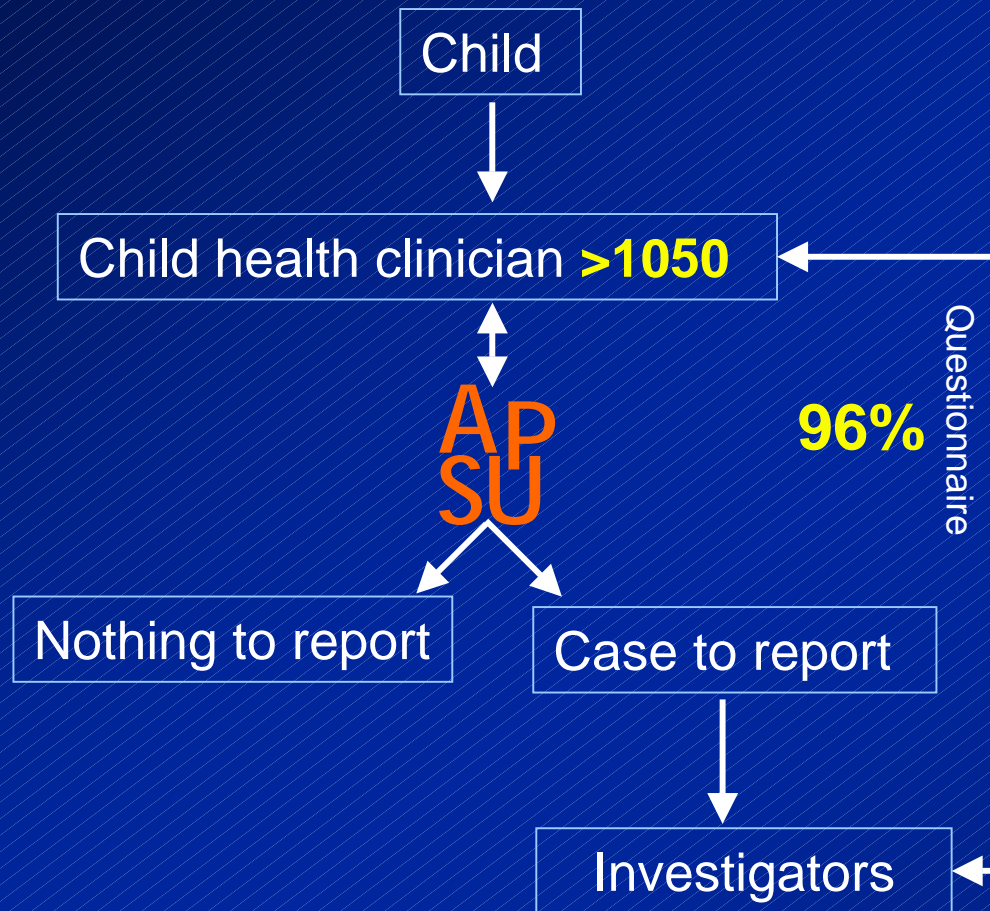 Child
Child health clinician >1050
Questionnaire
96%
AP
SU
Nothing to report
Case to report
Investigators